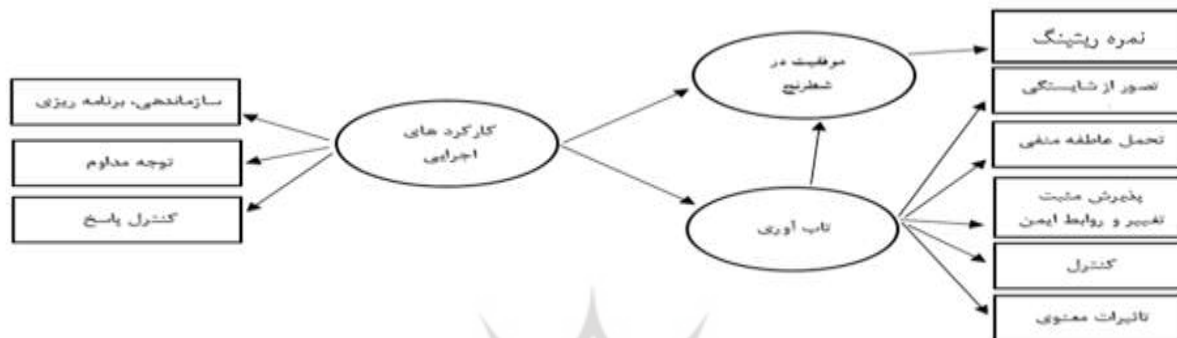 نمره ریتینگ
موفقیت در
شطرنج
تصور از شایستگی
سازماندهی، برنامه ریزی
کارکرد های
اجرایی
تحمل عاطفه منفی
توجه مداوم
پذیرش مثبت
تغییر و روابط ایمن
کنترل پاسخ
تاب آوری
کنترل
تاثیرات معنوی